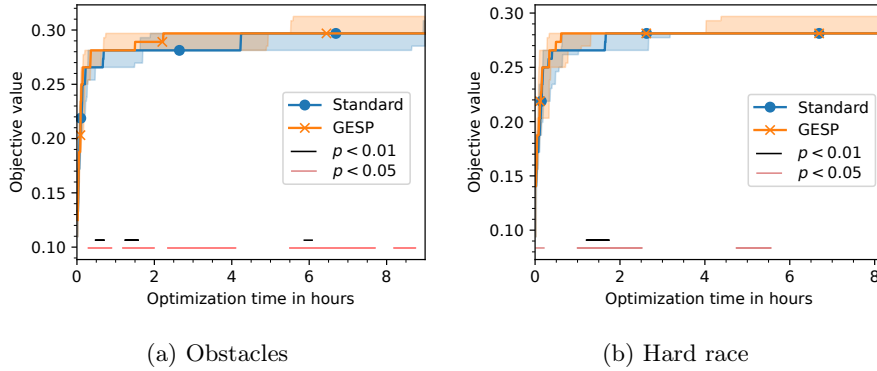 0.30
0.25
0.20
0.15
0.10
Objective value
Standard
GESP
p < 0.01
p < 0.05
0 2 4 6 8
Optimization time in hours
(a) Obstacles
0.30
0.25
0.20
0.15
0.10
Objective value
Standard
GESP
p < 0.01
p < 0.05
0 2 4 6 8
Optimization time in hours
(b) Hard race